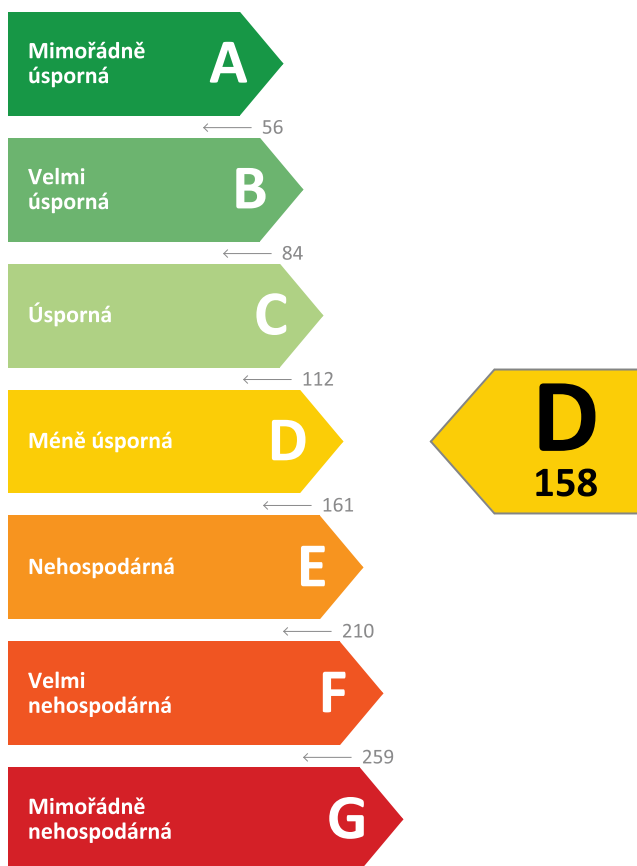 Mimořádně
úsporná
A
56
Velmi
úsporná
B
84
Úsporná
C
112
Méně úsporná
D
D
158
161
Nehospodárná
E
210
Velmi
nehospodárná
F
259
Mimořádně
nehospodárná
G